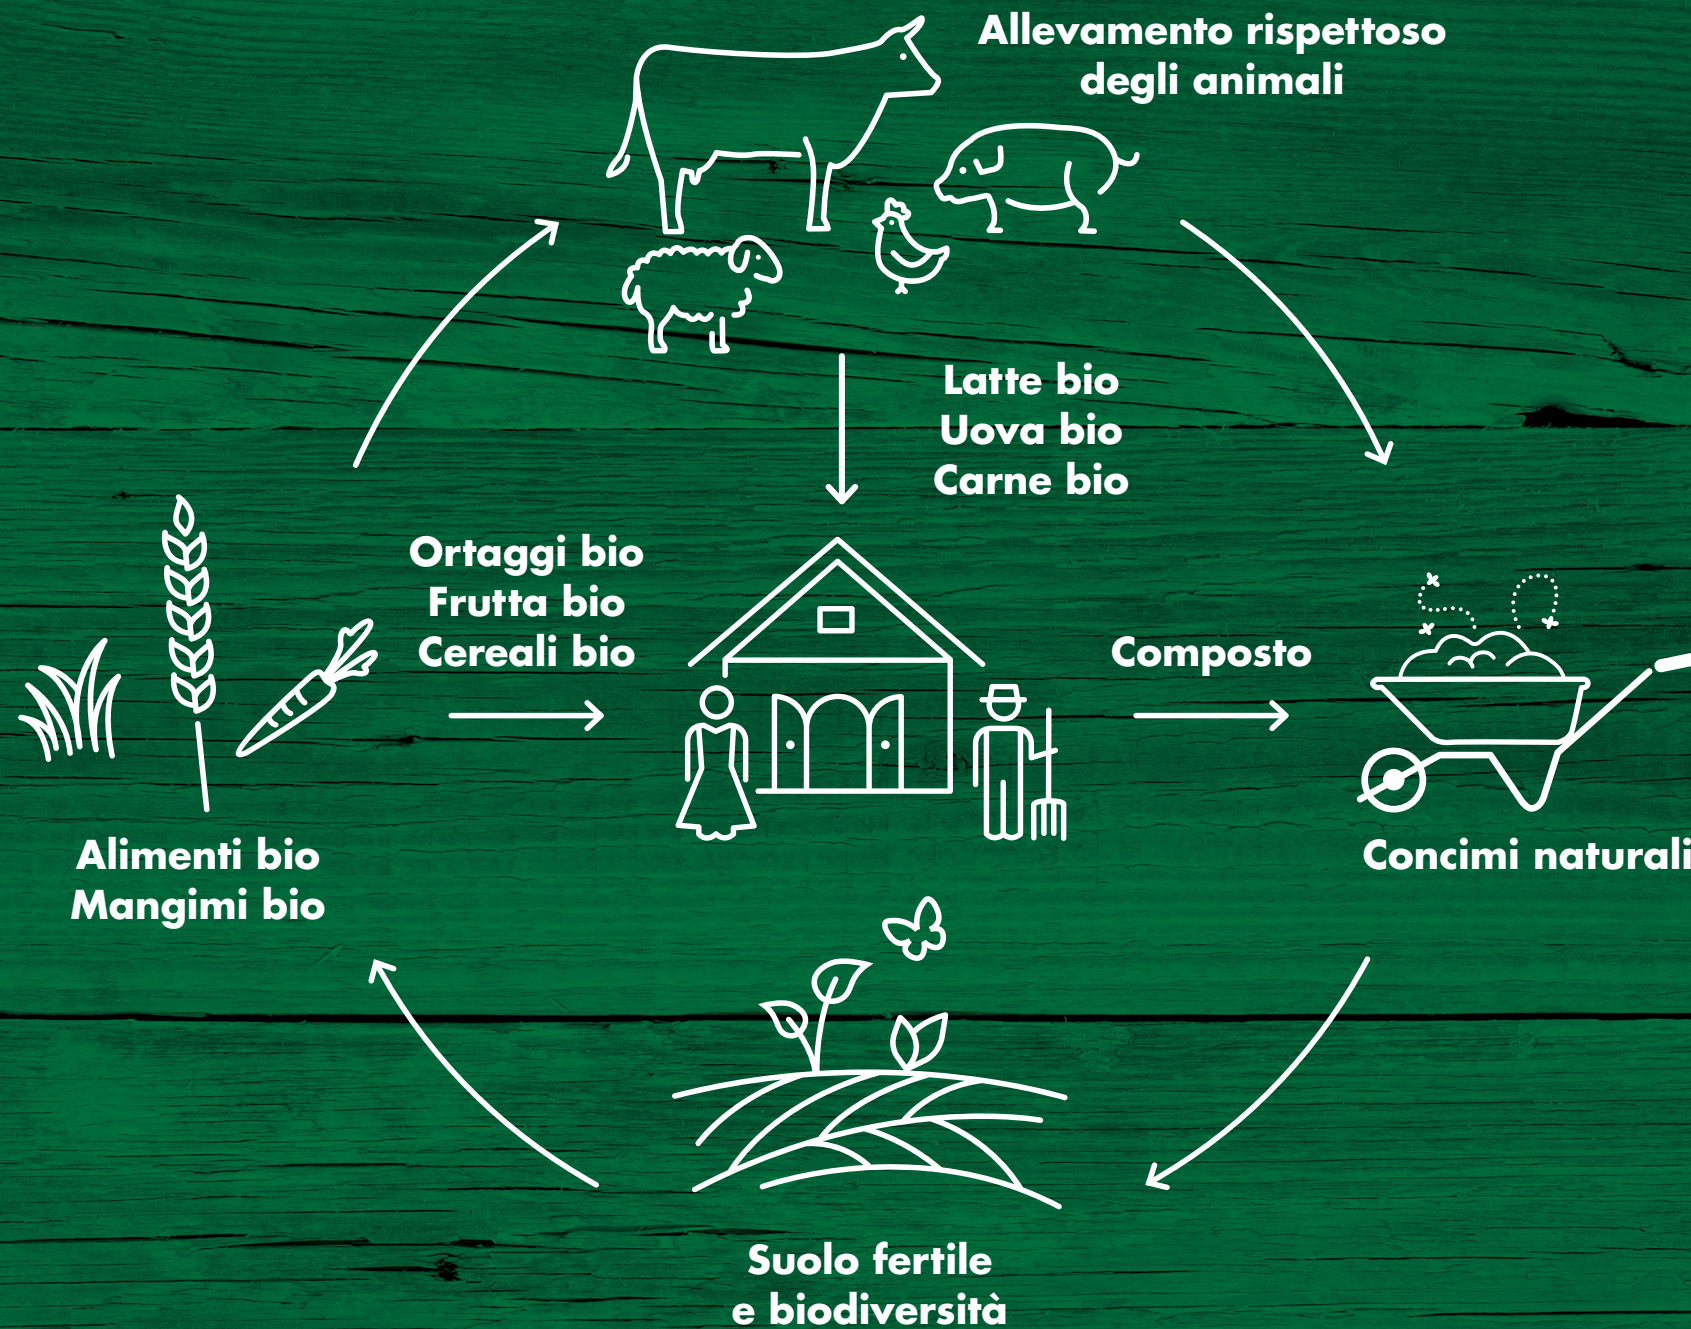 Allevamento rispettoso
degli animali
Latte bio
Uova bio
Carne bio
Ortaggi bio
Frutta bio
Cereali bio
Composto
Alimenti bio
Mangimi bio
Concimi naturali
Suolo fertile
e biodiversità